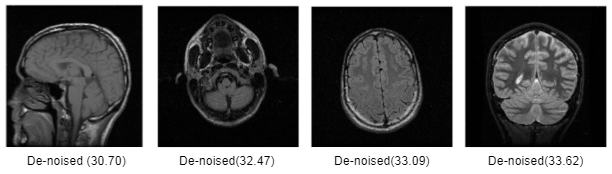 De-noised (30.70)
De-noised(32.47)
De-noised(33.09)
De-noised(33.62)